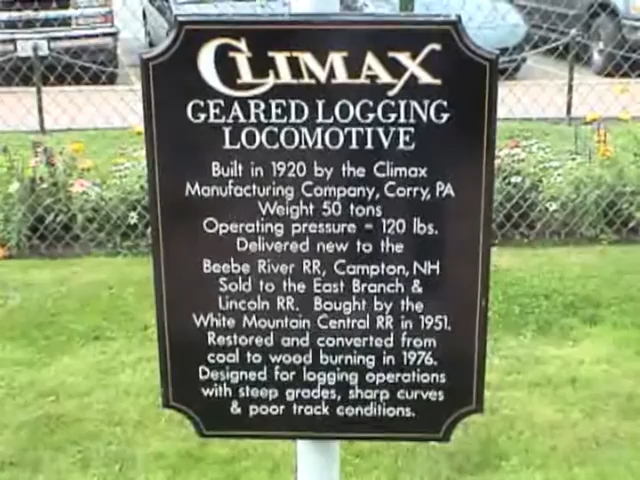 CLIMAX
GEARED LOGGING
LOCOMOTIVE
Built in 1920 by the Climax
Manufacturing Company, Corry, PA
Weight 50 tons
Operating pressure = 120 lbs.
Delivered new to the
Beebe River RR, Campton, NH
Sold to the East Branch &
Lincoln RR. Bought by the
White Mountain Central RR in 1951.
Restored and converted from
coal to wood burning in 1976.
Designed for logging operations
with steep grades, sharp curves
& poor track conditions.